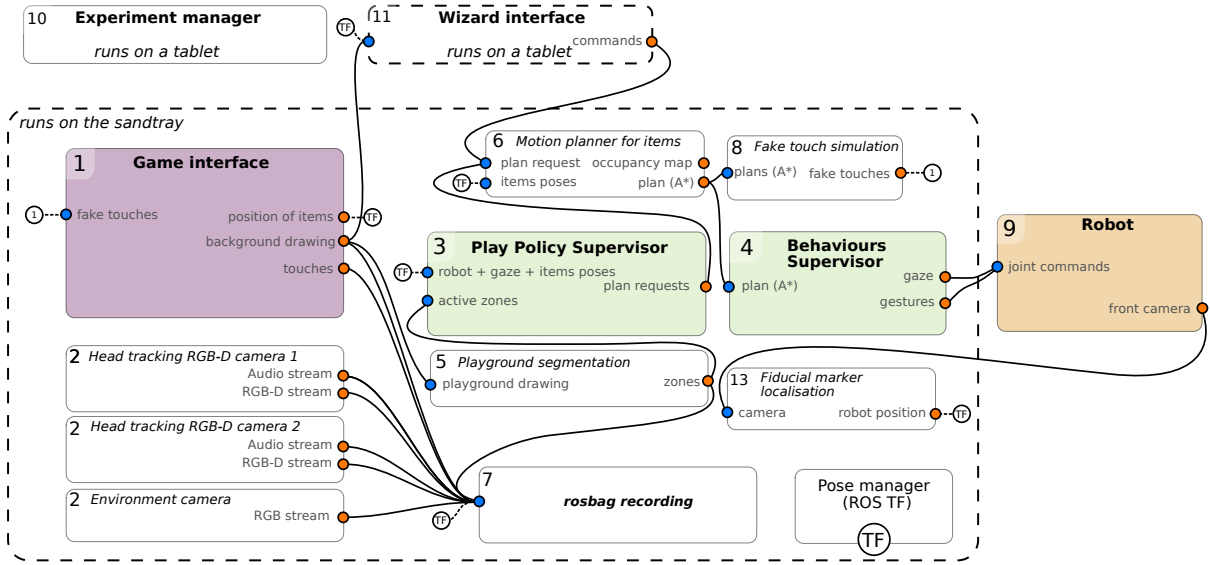 10 Experiment manager
runs on a tablet
TF
11 Wizard interface
runs on a tablet
commands
runs on the sandtray
1 Game interface
1
fake touches
position of items
TF
background drawing
touches
2 Head tracking RGB-D camera 1
Audio stream
RGB-D stream
2 Head tracking RGB-D camera 2
Audio stream
RGB-D stream
2 Environment camera
RGB stream
6 Motion planner for items
plan request
occupancy map
TF
items poses
plan (A*)
8 Fake touch simulation
plans (A*)
fake touches
1
3 Play Policy Supervisor
TF
robot + gaze + items poses
plan requests
active zones
4 Behaviours
Supervisor
gaze
plan (A*)
gestures
9 Robot
joint commands
front camera
5 Playground segmentation
playground drawing
zones
13 Fiducial marker
localisation
camera
robot position
TF
7
rosbag recording
TF
Pose manager
(ROS TF)
TF